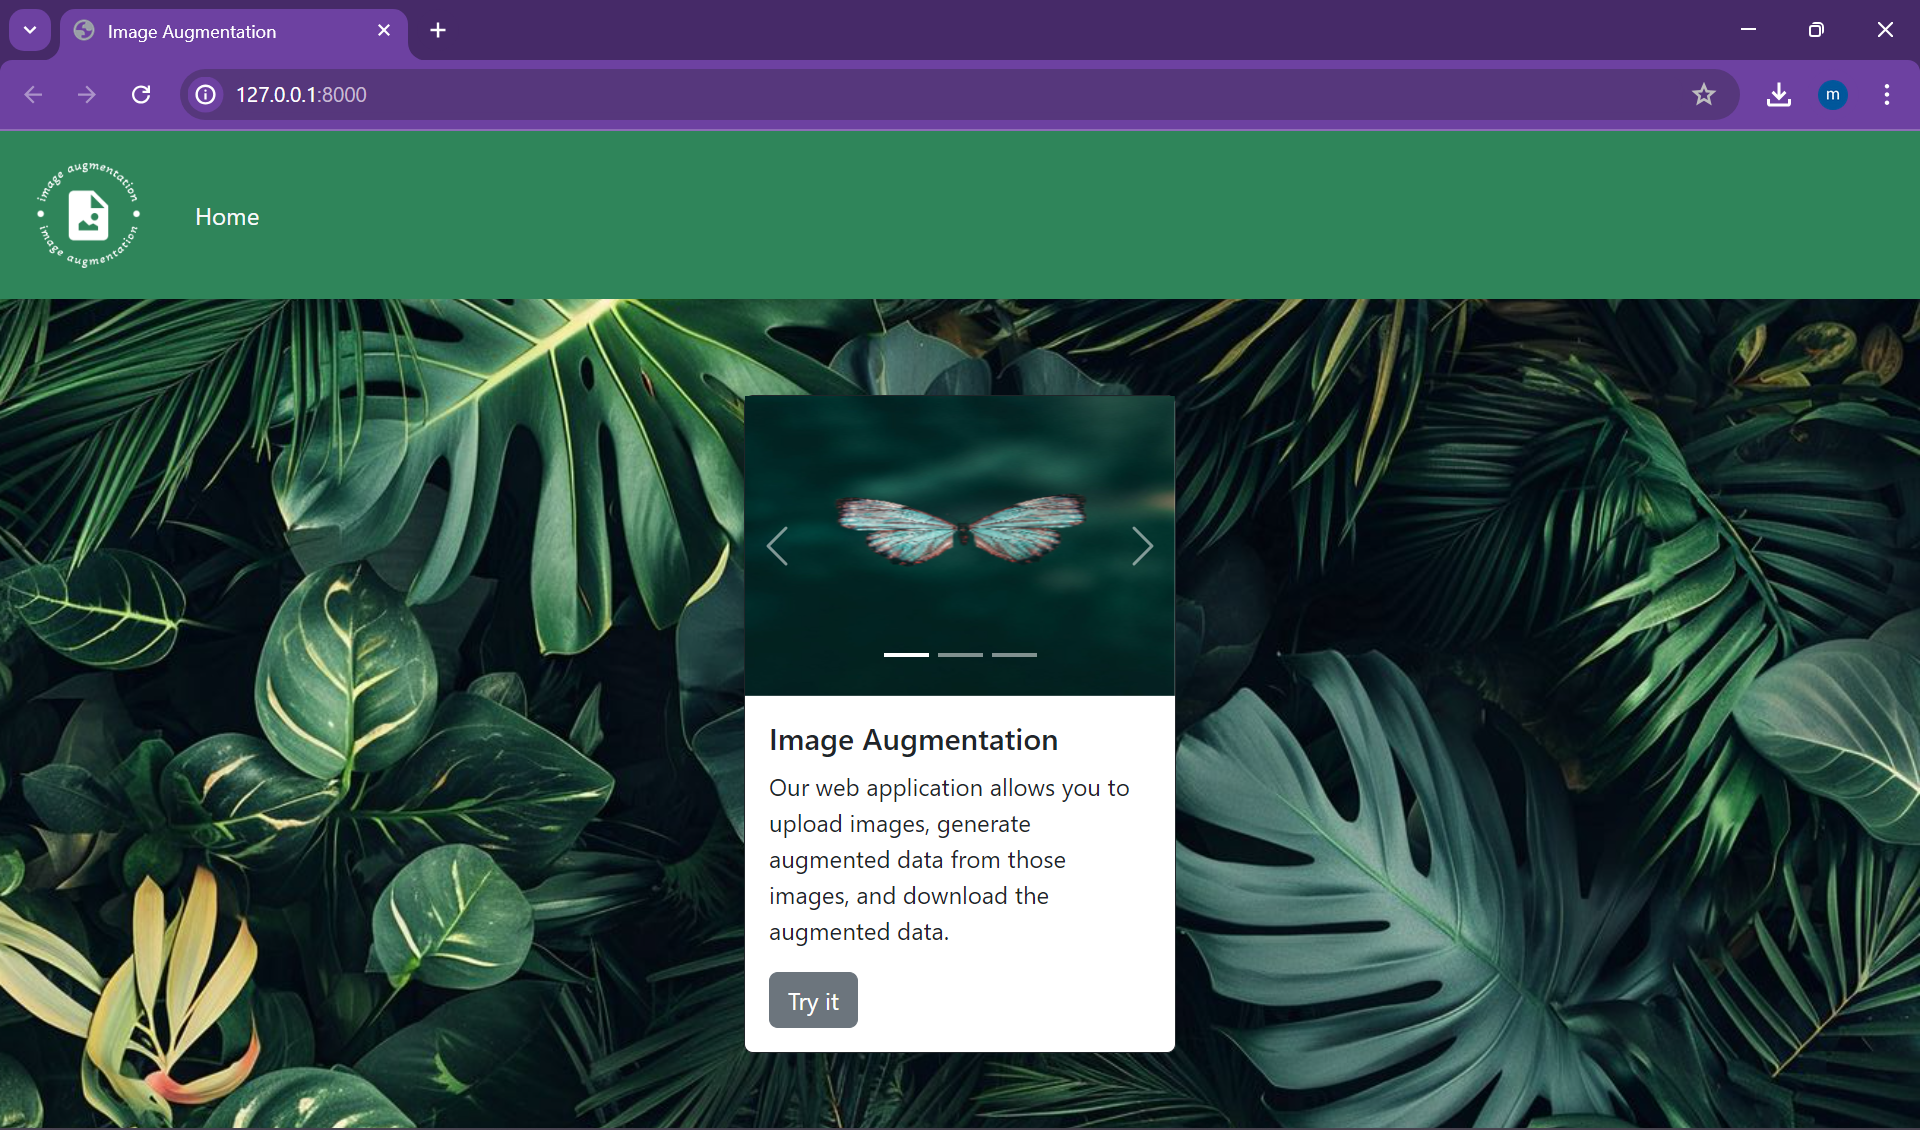 Image Augmentation
127.0.0.1:8000
m
image augmentation
image augmentation
Home
Image Augmentation
Our web application allows you to
upload images, generate
augmented data from those
images, and download the
augmented data.
Try it